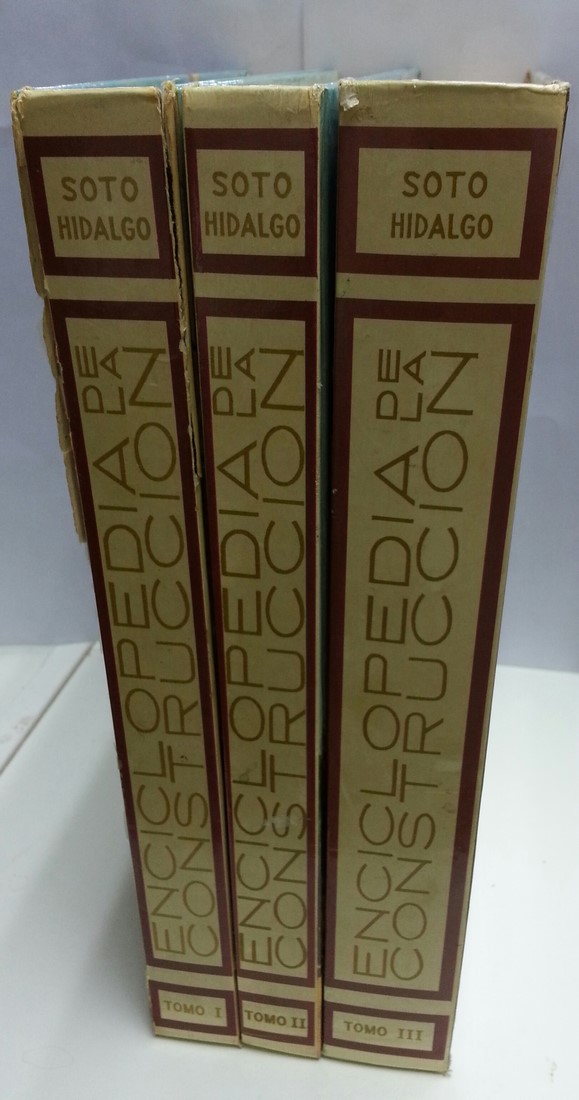 SOTO
HIDALGO
ENCICLOPEDIA DE LA
CONSTRUCCION
TOMO I
SOTO
HIDALGO
ENCICLOPEDIA DE LA
CONSTRUCCION
TOMO II
SOTO
HIDALGO
ENCICLOPEDIA DE LA
CONSTRUCCION
TOMO III